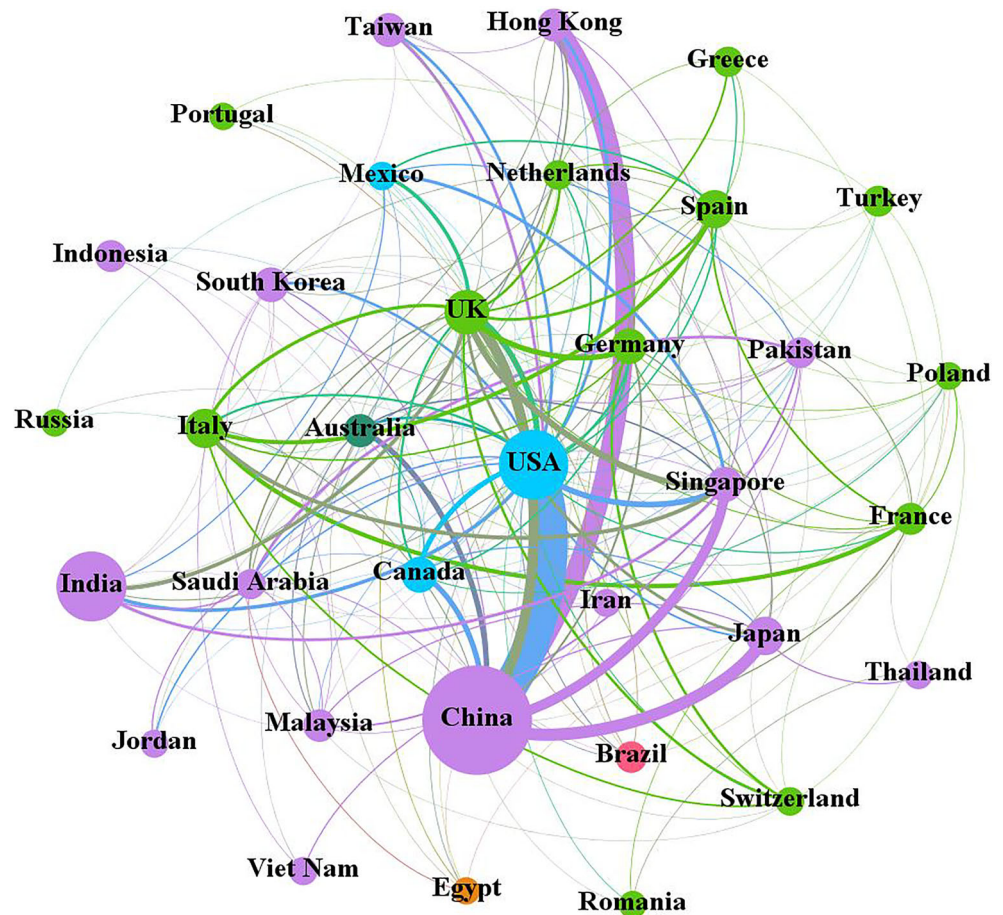 Taiwan
Hong Kong
Greece
Portugal
Mexico
Netherlands
Spain
Turkey
Indonesia
South Korea
UK
Germany
Pakistan
Poland
Russia
Italy
Australia
USA
Singapore
France
India
Saudi Arabia
Canada
Iran
Japan
Thailand
China
Malaysia
Jordan
Brazil
Switzerland
Viet Nam
Egypt
Romania